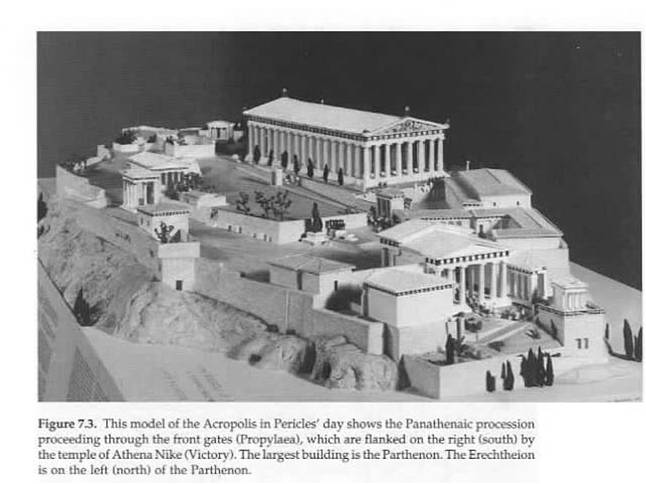 Figure 7.3. This model of the Acropolis in Pericles' day shows the Panathenaic procession
proceeding through the front gates (Propylaea), which are flanked on the right (south) by
the temple of Athena Nike (Victory). The largest building is the Parthenon. The Erechtheion
is on the left (north) of the Parthenon.